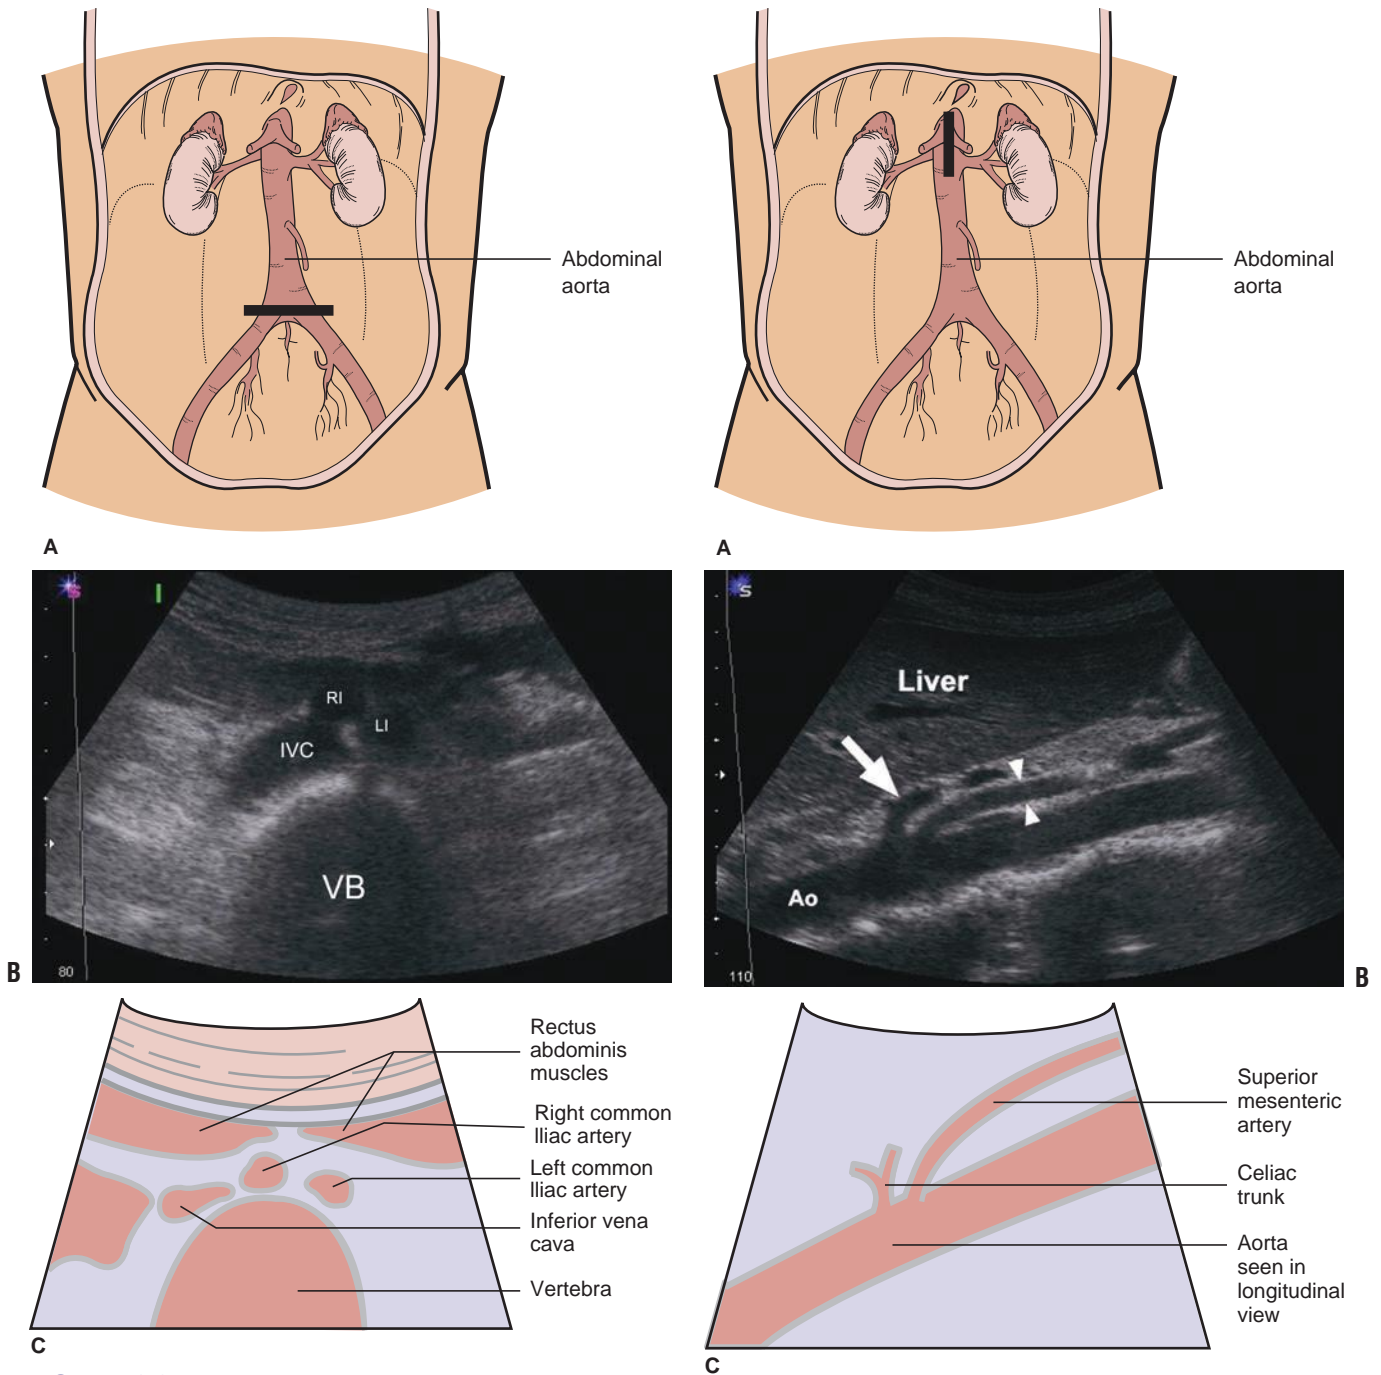 Abdominal
aorta
A
I
RI
LI
IVC
VB
80
B
Rectus
abdominis
muscles
Right common
Iliac artery
Left common
Iliac artery
Inferior vena
cava
Vertebra
C
Abdominal
aorta
A
S
Liver
Ao
110
B
Superior
mesenteric
artery
Celiac
trunk
Aorta
seen in
longitudinal
view
C